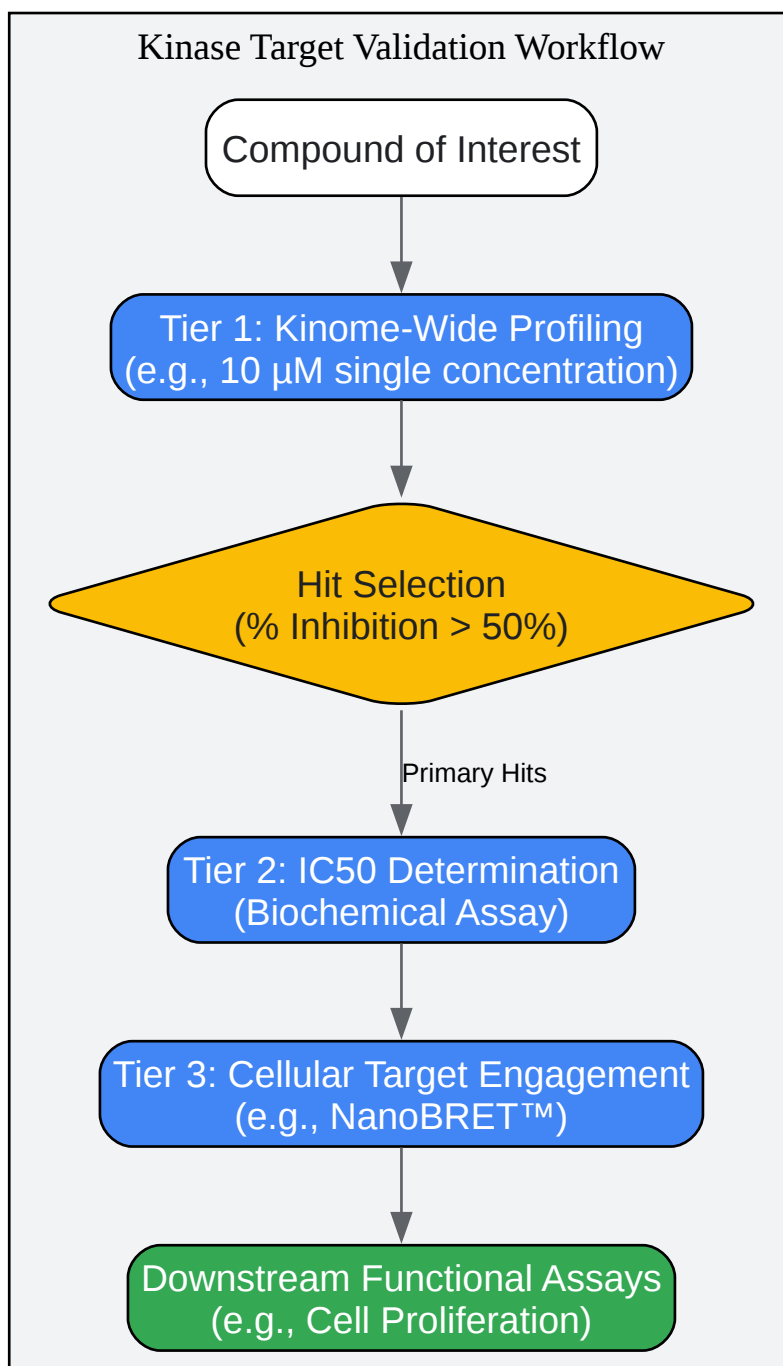 Kinase Target Validation Workflow
Compound of Interest
Tier 1: Kinome-Wide Profiling
(e.g., 10 µM single concentration)
Hit Selection
(% Inhibition > 50%)
Primary Hits
Tier 2: IC50 Determination
(Biochemical Assay)
Tier 3: Cellular Target Engagement
(e.g., NanoBRET™)
Downstream Functional Assays
(e.g., Cell Proliferation)